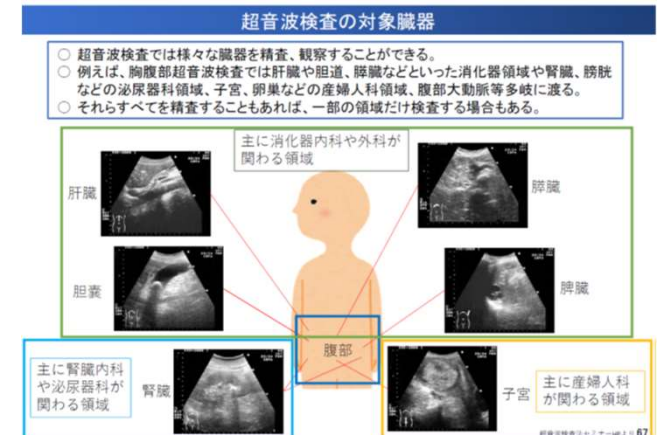 超音波検査の対象臓器
○ 超音波検査では様々な臓器を精査、観察することができる。
○ 例えば、胸腹部超音波検査では肝臓や胆道、膵臓などといった消化器領域や腎臓、膀胱
などの泌尿器科領域、子宮、卵巣などの産婦人科領域、腹部大動脈等多岐に渡る。
○ それらすべてを精査することもあれば、一部の領域だけ検査する場合もある。
主に消化器内科や外科が
関わる領域
肝臓
膵臓
胆嚢
脾臓
腹部
主に腎臓内科
や泌尿器科が
関わる領域
腎臓
子宮
主に産婦人科
が関わる領域
67